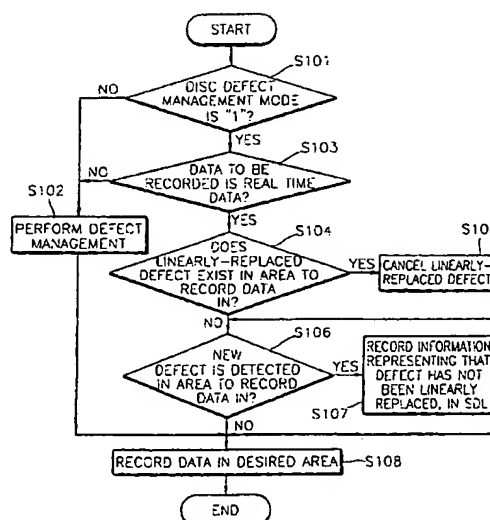 START
S101
DISC DEFECT
MANAGEMENT MODE
IS "1"?
NO
YES
S103
DATA TO BE
RECORDED IS REAL TIME
DATA?
NO
YES
S102
PERFORM DEFECT
MANAGEMENT
S104
DOES
LINEARLY-REPLACED
DEFECT EXIST IN AREA TO
RECORD DATA
IN?
YES
CANCEL LINEARLY-
REPLACED DEFECT
NO
S106
NEW
DEFECT IS DETECTED
IN AREA TO RECORD
DATA IN?
YES
RECORD INFORMATION
REPRESENTING THAT
DEFECT HAS NOT
BEEN LINEARLY
REPLACED, IN SDL
S107
NO
RECORD DATA IN DESIRED AREA
S108
END